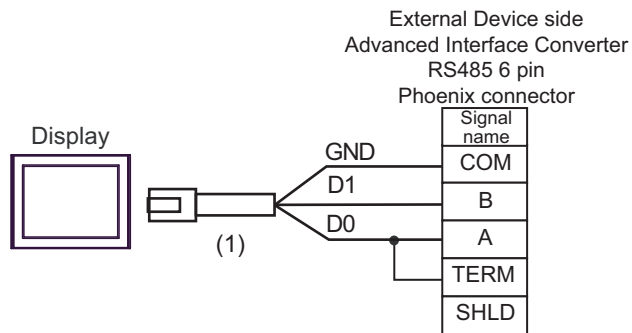 External Device side
Advanced Interface Converter
RS485 6 pin
Phoenix connector
Display
(1)
GND
D1
D0
Signal
name
COM
B
A
TERM
SHLD